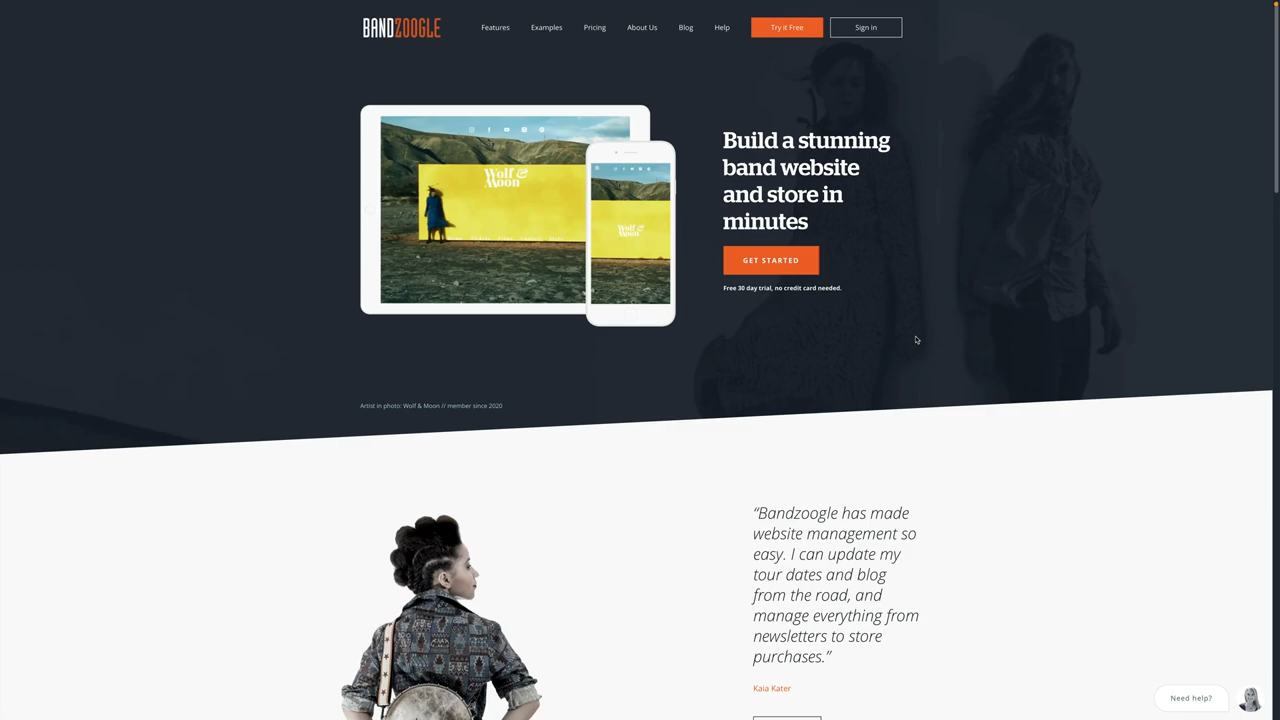 BANDZOOGLE
Features
Examples
Pricing
About Us
Blog
Help
Try it Free
Sign in
Wolf &
Moon
Wolf &
Moon
Build a stunning
band website
and store in
minutes
GET STARTED
Free 30 day trial, no credit card needed.
Artist in photo: Wolf & Moon // member since 2020
“Bandzoogle has made
website management so
easy. I can update my
tour dates and blog
from the road, and
manage everything from
newsletters to store
purchases.”
Kaia Kater
Need help?